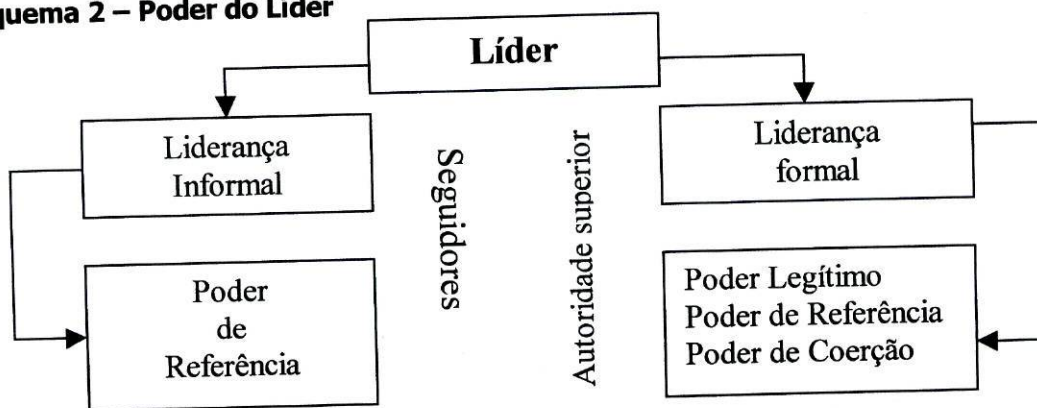 quema 2 – Poder do Líder
Líder
Liderança
Informal
Seguidores
Autoridade superior
Liderança
formal
Poder
de
Referência
Poder Legítimo
Poder de Referência
Poder de Coerção